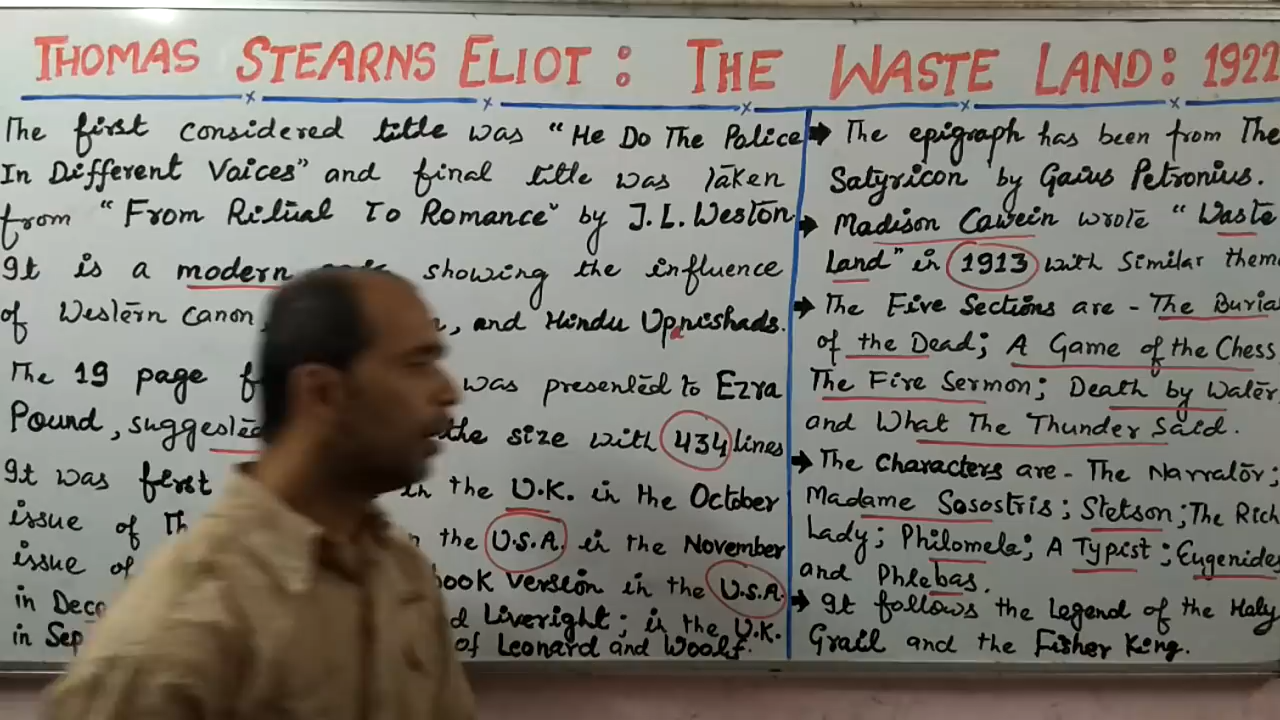 THOMAS STEARNS ELIOT : THE WASTE LAND: 1922
The first considered title was "He Do The Police
In Different Voices" and final title was Taken
from "From Ritual To Romance" by J.L. Weston
It is a modern showing the influence
of Western Canon, and Hindu Upanishads.
The 19 page was presented to Ezra
Pound, suggested the size with 434 lines
It was first in the U.K. in the October
issue of the U.S.A. in the November
issue of book version in the U.S.A.
in Liveright; in the U.K.
in Sep of Leonard and Woolf.
➔ The epigraph has been from The
Satyricon by Gaius Petronius.
➔ Madison Cawein wrote "Waste
Land" in 1913 with similar them
➔ The Five Sections are - The Buria
of the Dead; A Game of the Chess
The Fire Sermon; Death by Water;
and What The Thunder Said.
➔ The Characters are - The Narrator;
Madame Sosostris; Stetson; The Rich
Lady; Philomela; A Typist; Eugenides
and Phlebas.
➔ It follows the Legend of the Holy
Grail and the Fisher King.